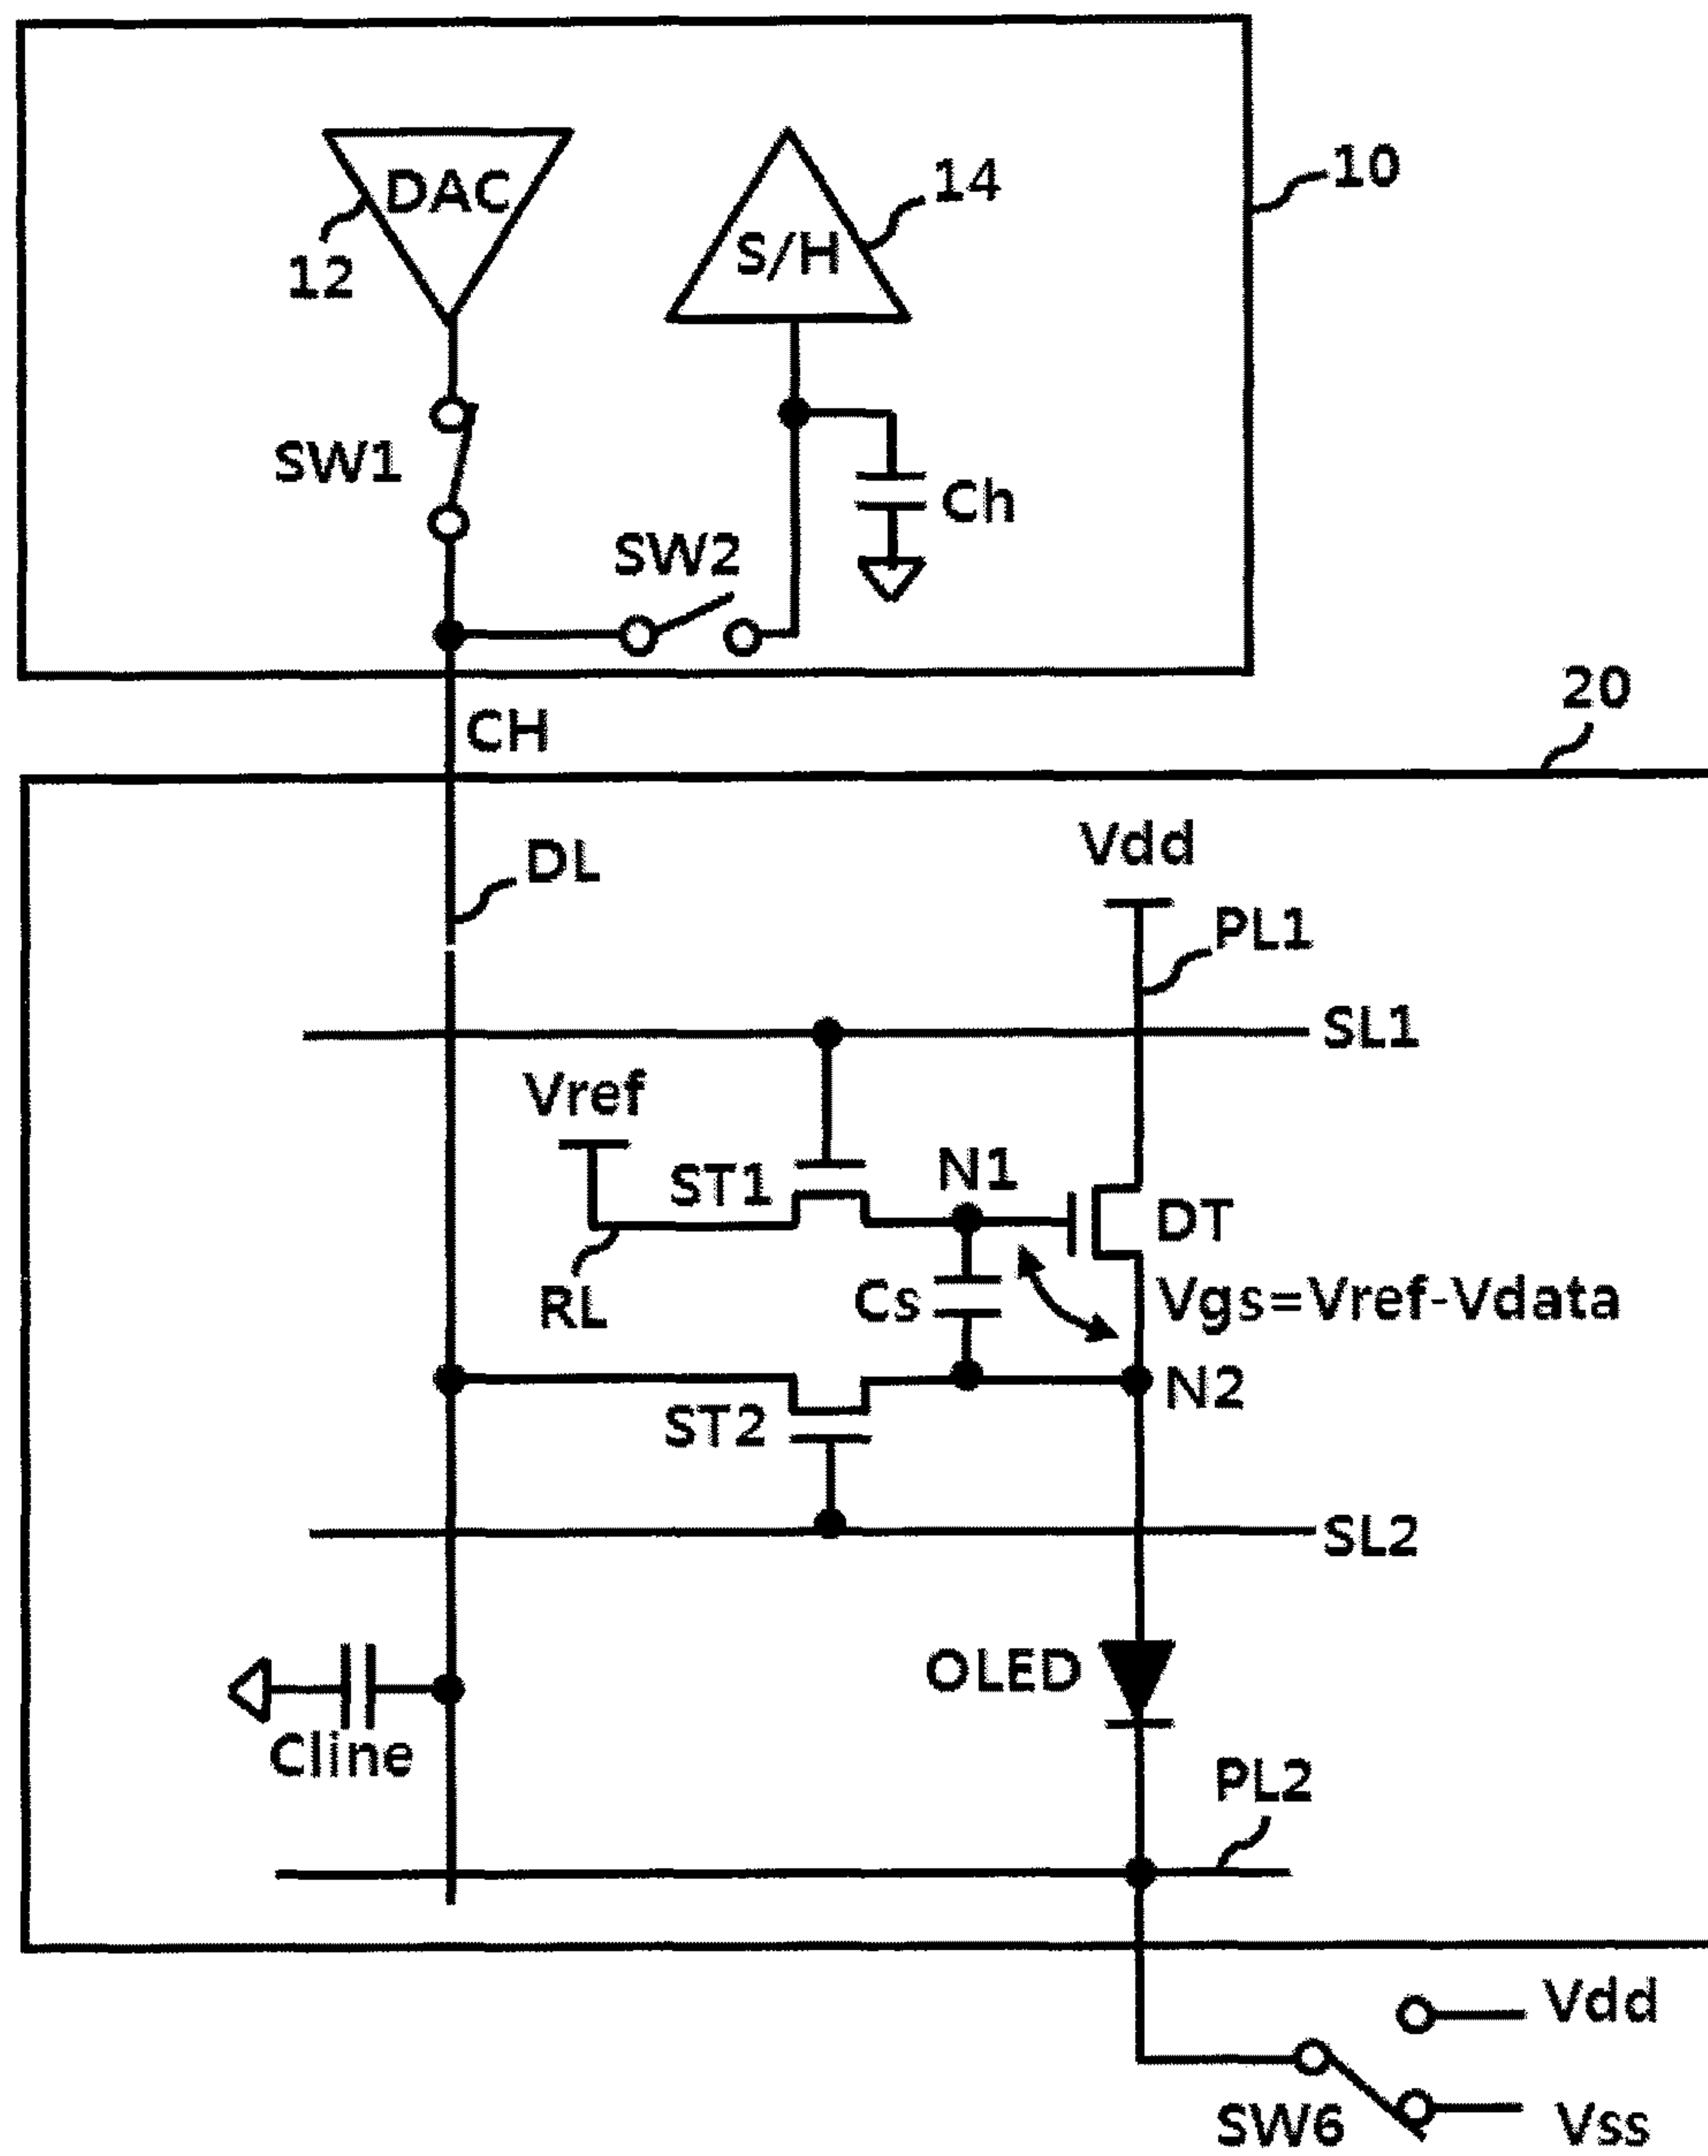 10
DAC
14
S/H
12
SW1
Ch
SW2
20
CH
DL
Vdd
PL1
SL1
Vref
ST1
N1
DT
RL
Cs
Vgs=Vref-Vdata
N2
ST2
SL2
OLED
Cline
PL2
Vdd
SW6
Vss